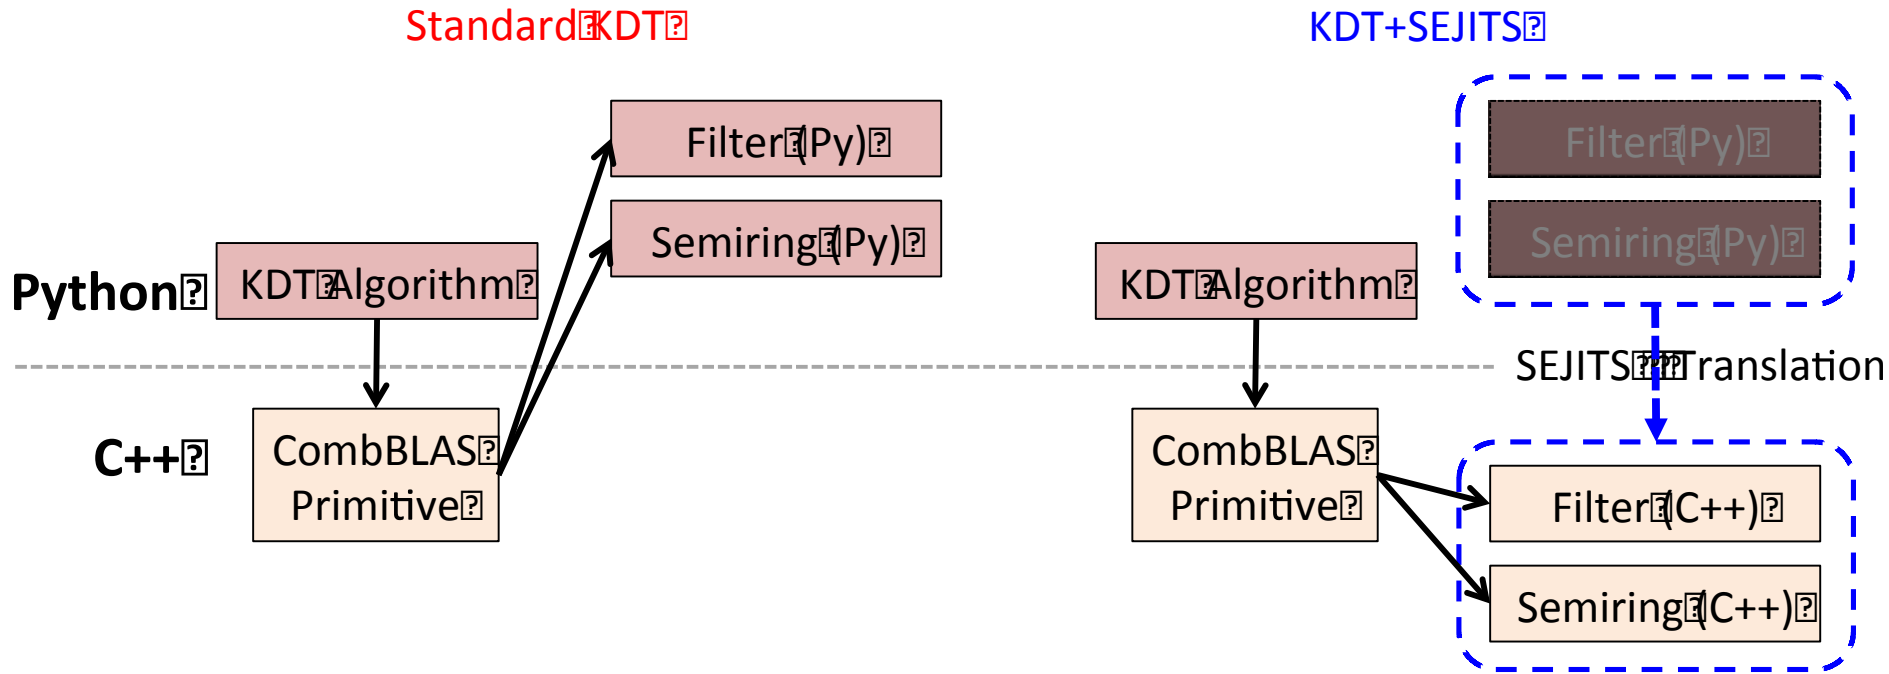 Standard KDT
KDT+SEJITS
Filter (Py)
Filter (Py)
Semiring (Py)
Semiring (Py)
Python
KDT Algorithm
KDT Algorithm
SEJITS Translation
C++
CombBLAS
Primitive
CombBLAS
Primitive
Filter (C++)
Semiring (C++)